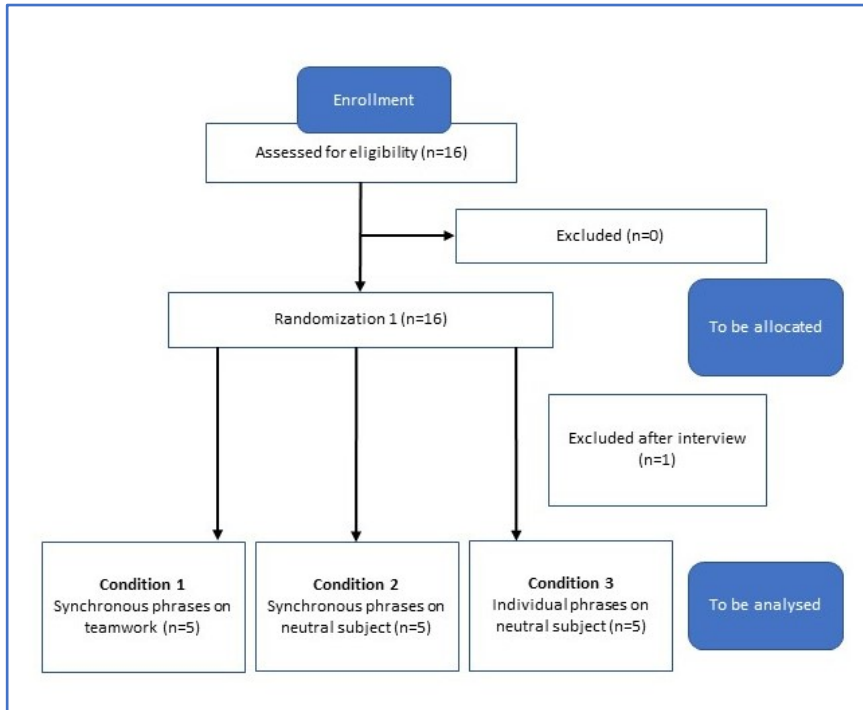 Enrollment
Assessed for eligibility (n=16)
Excluded (n=0)
Randomization 1 (n=16)
To be allocated
Excluded after interview
(n=1)
Condition 1
Synchronous phrases on
teamwork (n=5)
Condition 2
Synchronous phrases on
neutral subject (n=5)
Condition 3
Individual phrases on
neutral subject (n=5)
To be analysed